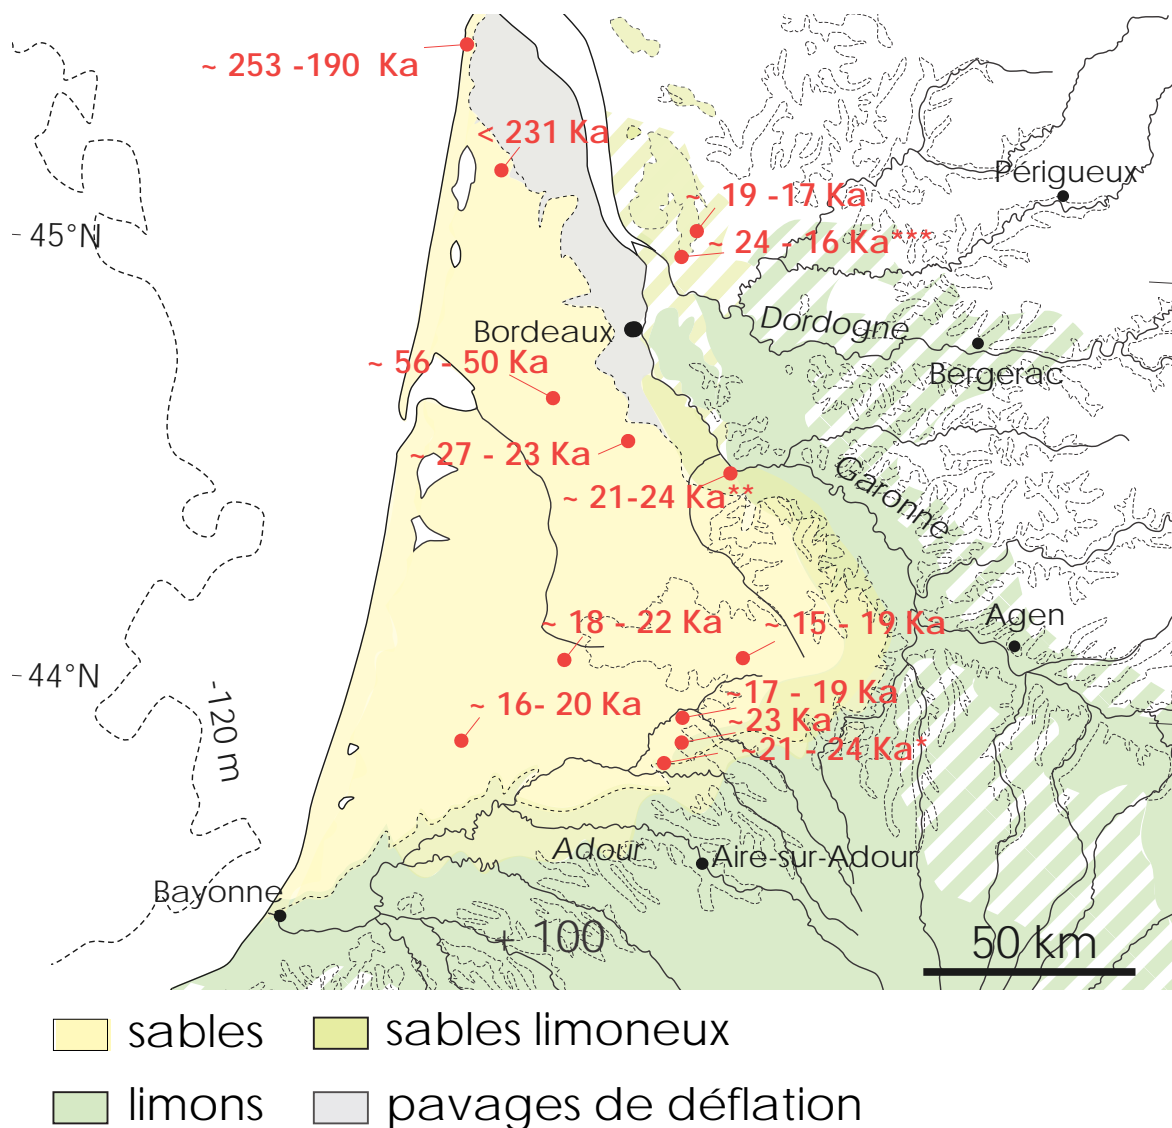 ~ 253 -190 Ka
< 231 Ka
Périgueux
~ 19 -17 Ka
45°N
~ 24 - 16 Ka***
Dordogne
Bordeaux
~ 56 - 50 Ka
Bergerac
~ 27 - 23 Ka
Garonne
~ 21-24 Ka**
~ 18 - 22 Ka
~ 15 - 19 Ka
Agen
44°N
~17 - 19 Ka
~ 16- 20 Ka
~23 Ka
-120 m
~21 - 24 Ka*
Adour
Aire-sur-Adour
Bayonne
+ 100
50 km
sables
sables limoneux
limons
pavages de déflation